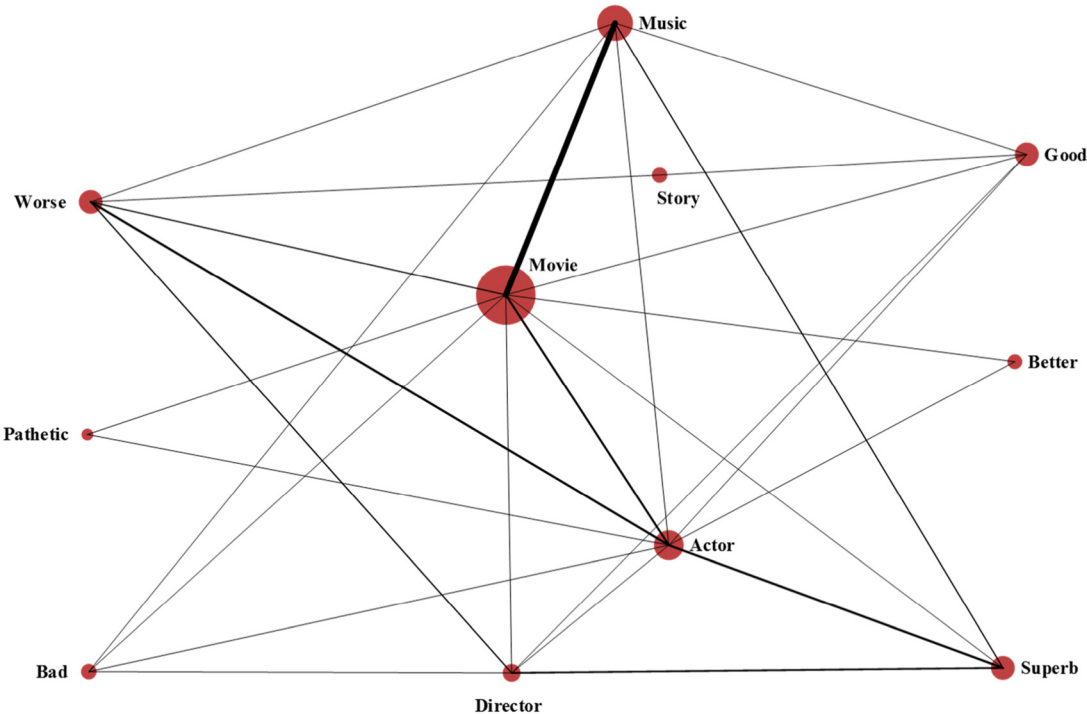 Music
Good
Worse
Story
Movie
Better
Pathetic
Actor
Bad
Superb
Director